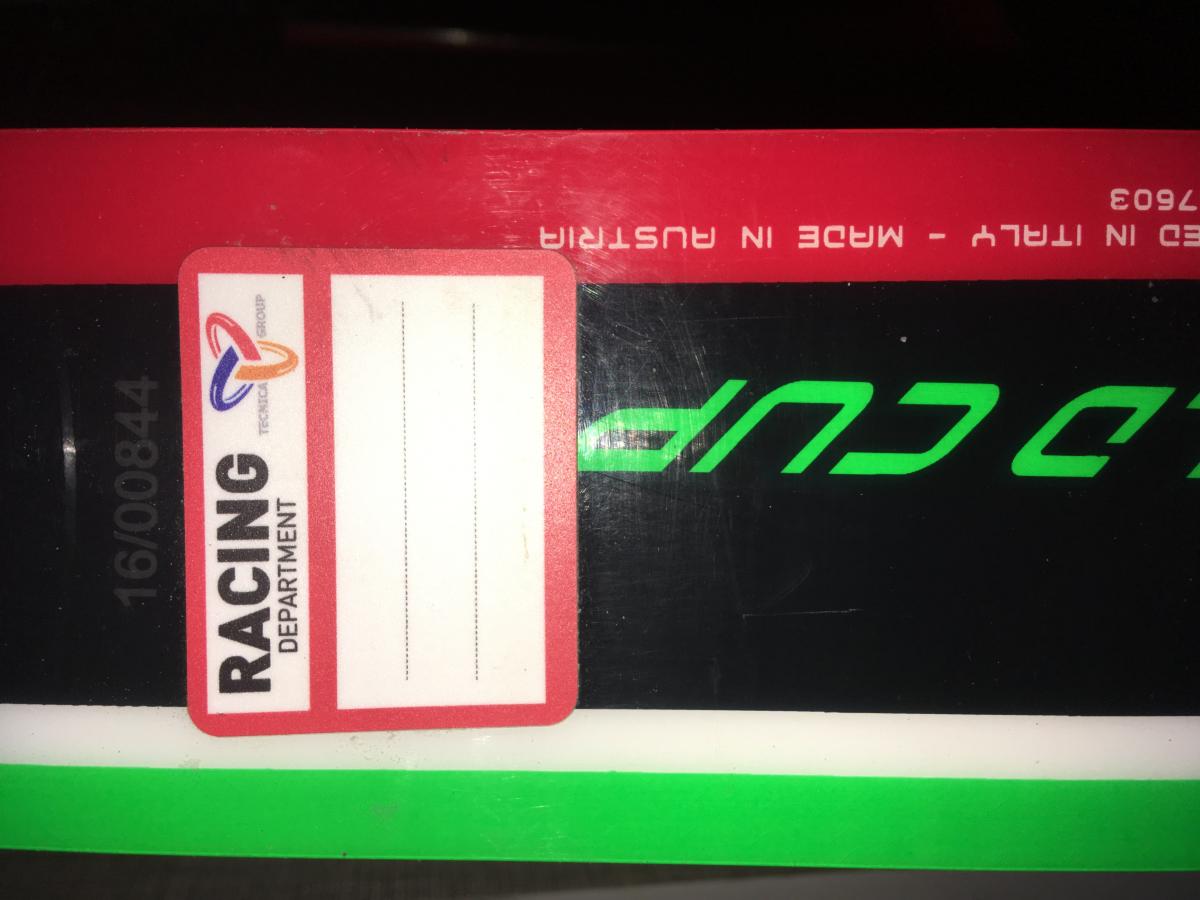 ED IN ITALY - MADE IN AUSTRIA
7603
D CUP
RACING
DEPARTMENT
TECNICA GROUP
16/00844